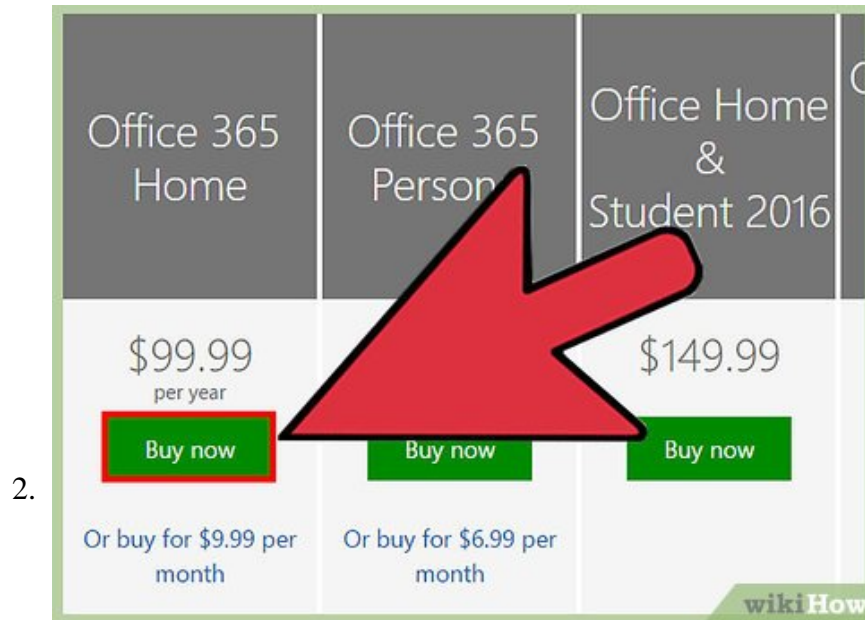 Office 365
Home
Office 365
Person
Office Home
&
Student 2016
$99.99
per year
Buy now
Or buy for $9.99 per
month
Buy now
Or buy for $6.99 per
month
$149.99
Buy now
2.
wikiHow